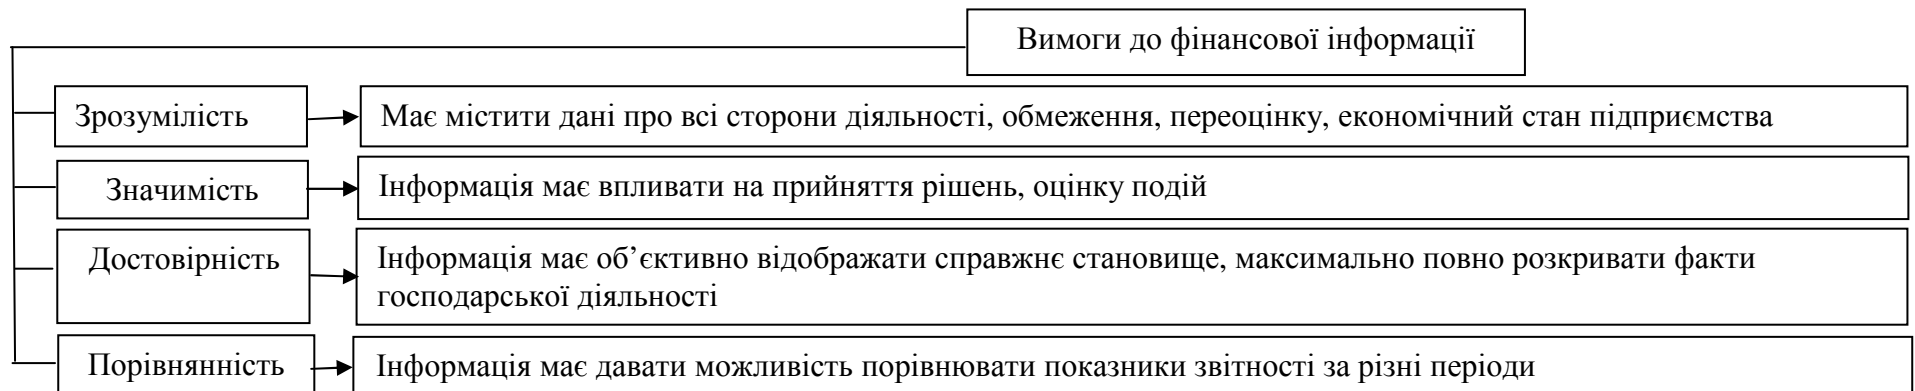 Вимоги до фінансової інформації
Зрозумілість
Має містити дані про всі сторони діяльності, обмеження, переоцінку, економічний стан підприємства
Значимість
Інформація має впливати на прийняття рішень, оцінку подій
Достовірність
Інформація має об’єктивно відображати справжнє становище, максимально повно розкривати факти
господарської діяльності
Порівнянність
Інформація має давати можливість порівнювати показники звітності за різні періоди